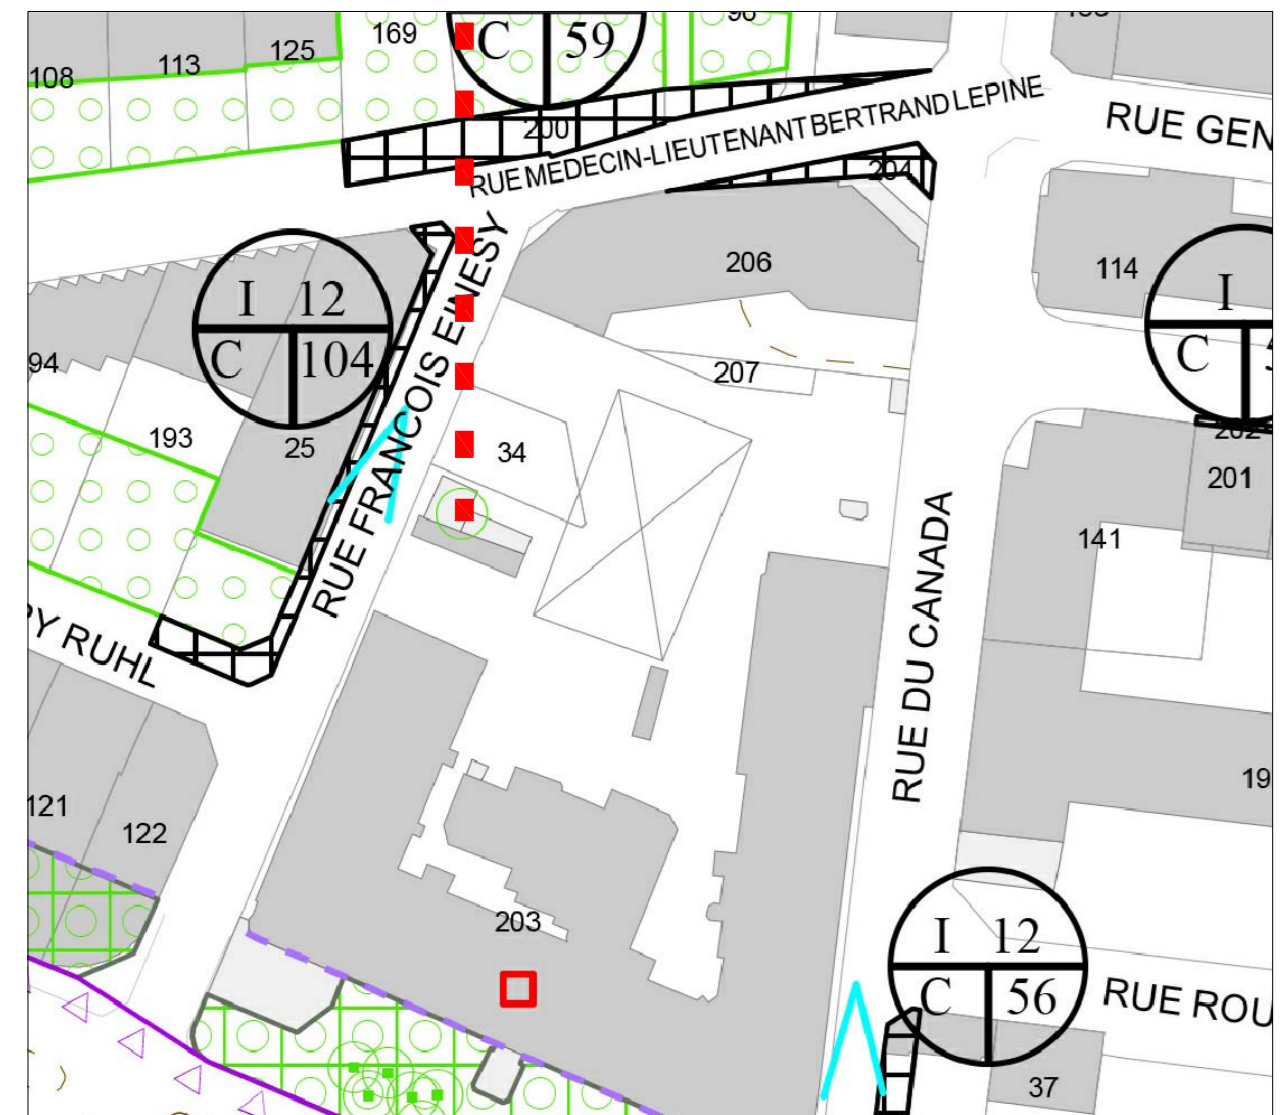 169
C 59
125
113
108
RUE GEN
200
RUE MEDECIN-LIEUTENANT BERTRAND LEPINE
204
206
114
I 12
C 104
I
C
94
207
193
25
34
RUE FRANCOIS EINESY
202
201
141
RUE DU CANADA
PY RUHL
121
122
19
203
I 12
C 56
RUE ROU
37